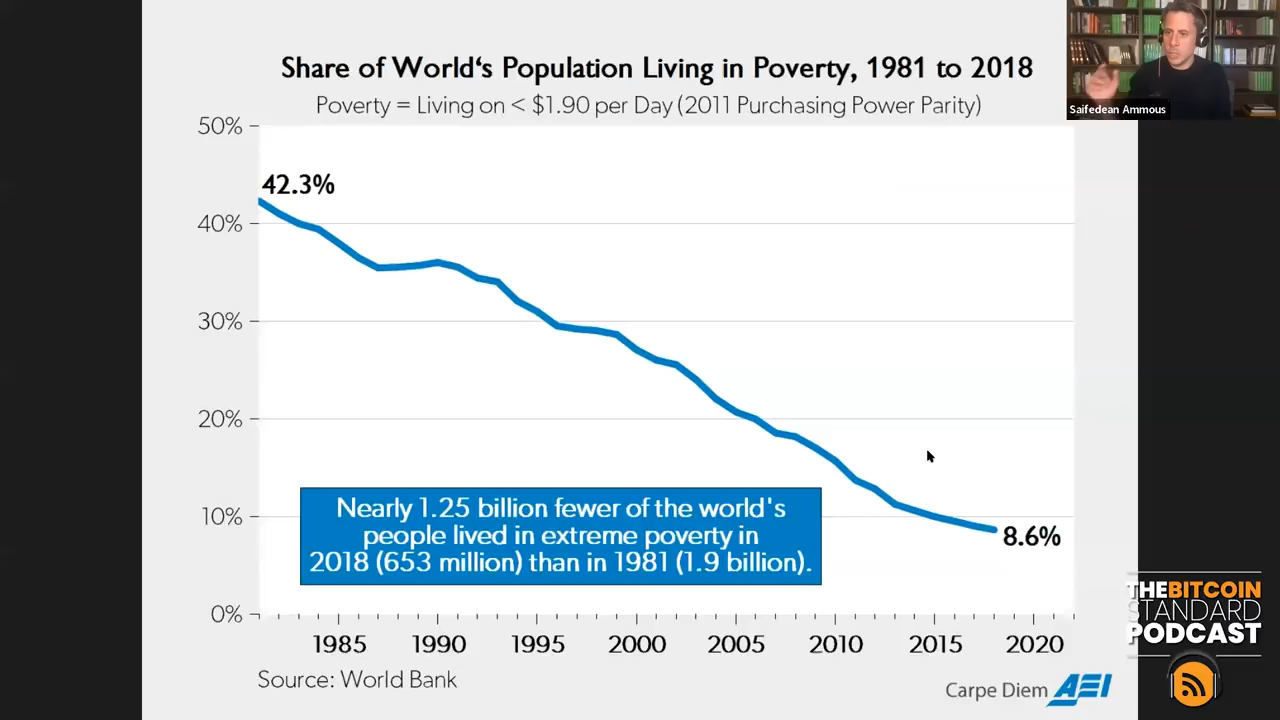 Share of World's Population Living in Poverty, 1981 to 2018
Poverty = Living on < $1.90 per Day (2011 Purchasing Power Parity)
Saifedean Ammous
50%
42.3%
40%
30%
20%
10%
0%
Nearly 1.25 billion fewer of the world's
people lived in extreme poverty in
2018 (653 million) than in 1981 (1.9 billion).
8.6%
1985 1990 1995 2000 2005 2010 2015 2020
Source: World Bank
Carpe Diem AEI
THE BITCOIN
STANDARD
PODCAST